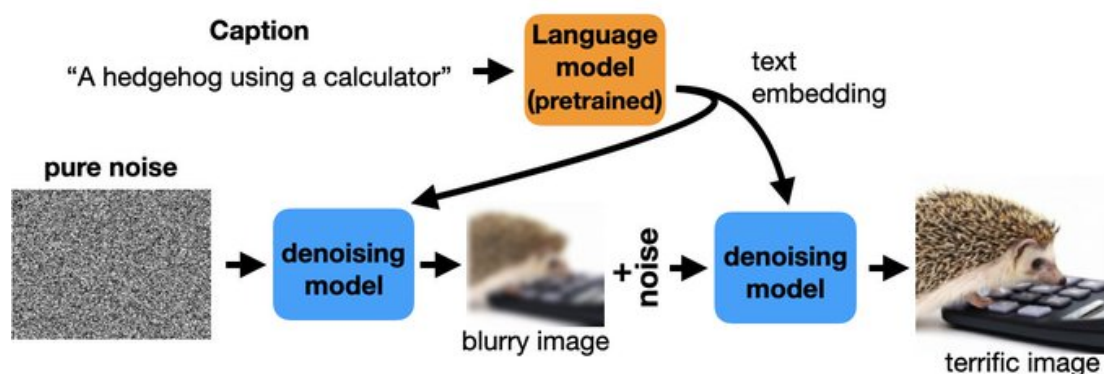 Caption
“A hedgehog using a calculator”
Language
model
(pretrained)
text
embedding
pure noise
denoising
model
blurry image
+
noise
denoising
model
terrific image